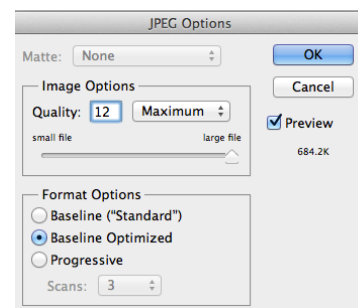 JPEG Options
Matte: None
OK
Cancel
Preview
684.2K
Image Options
Quality: 12 Maximum
small file large file
Format Options
Baseline ("Standard")
Baseline Optimized
Progressive
Scans: 3